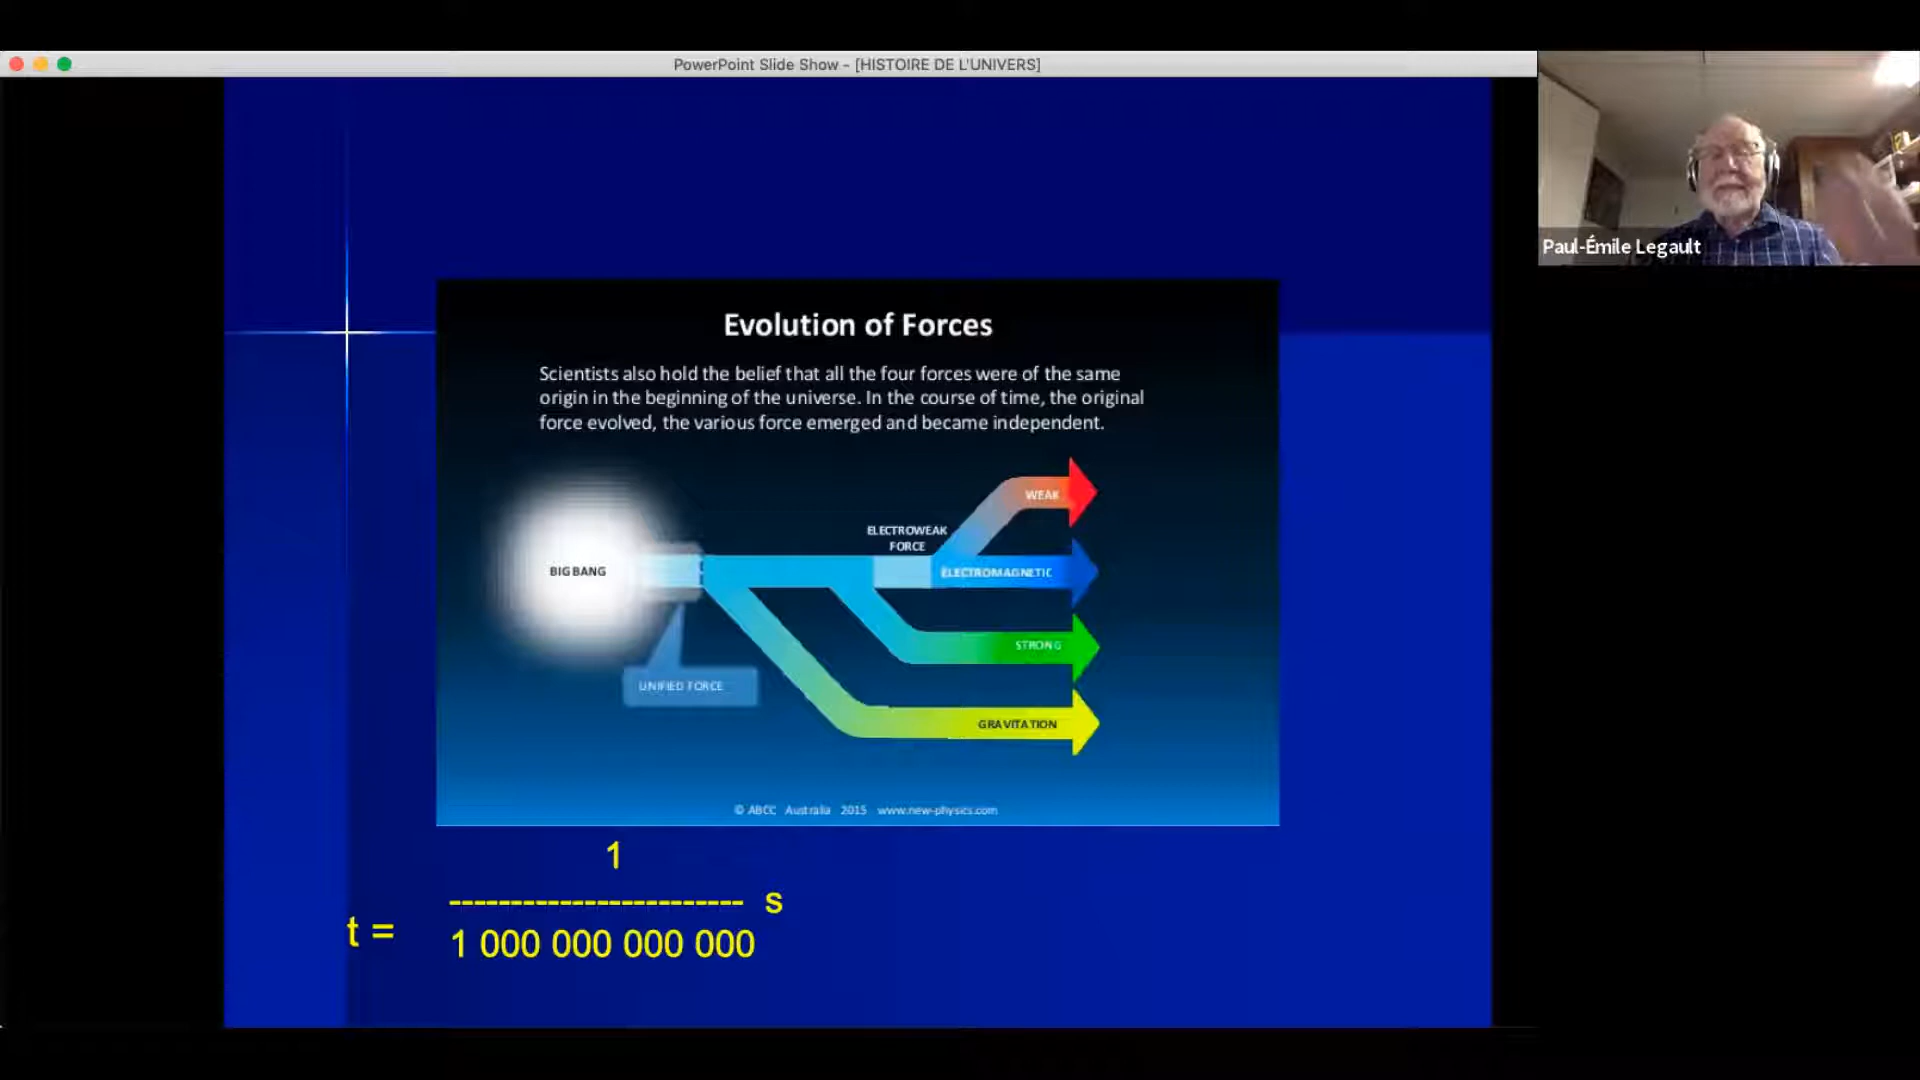 PowerPoint Slide Show - [HISTOIRE DE L'UNIVERS]
Paul-Émile Legault
Evolution of Forces
Scientists also hold the belief that all the four forces were of the same
origin in the beginning of the universe. In the course of time, the original
force evolved, the various force emerged and became independent.
WEAK
ELECTROWEAK
FORCE
BIG BANG
ELECTROMAGNETIC
STRONG
UNIFIED FORCE
GRAVITATION
© ABCC Australia 2015 www.new-physics.com
1
------------------------ s
t =
1 000 000 000 000